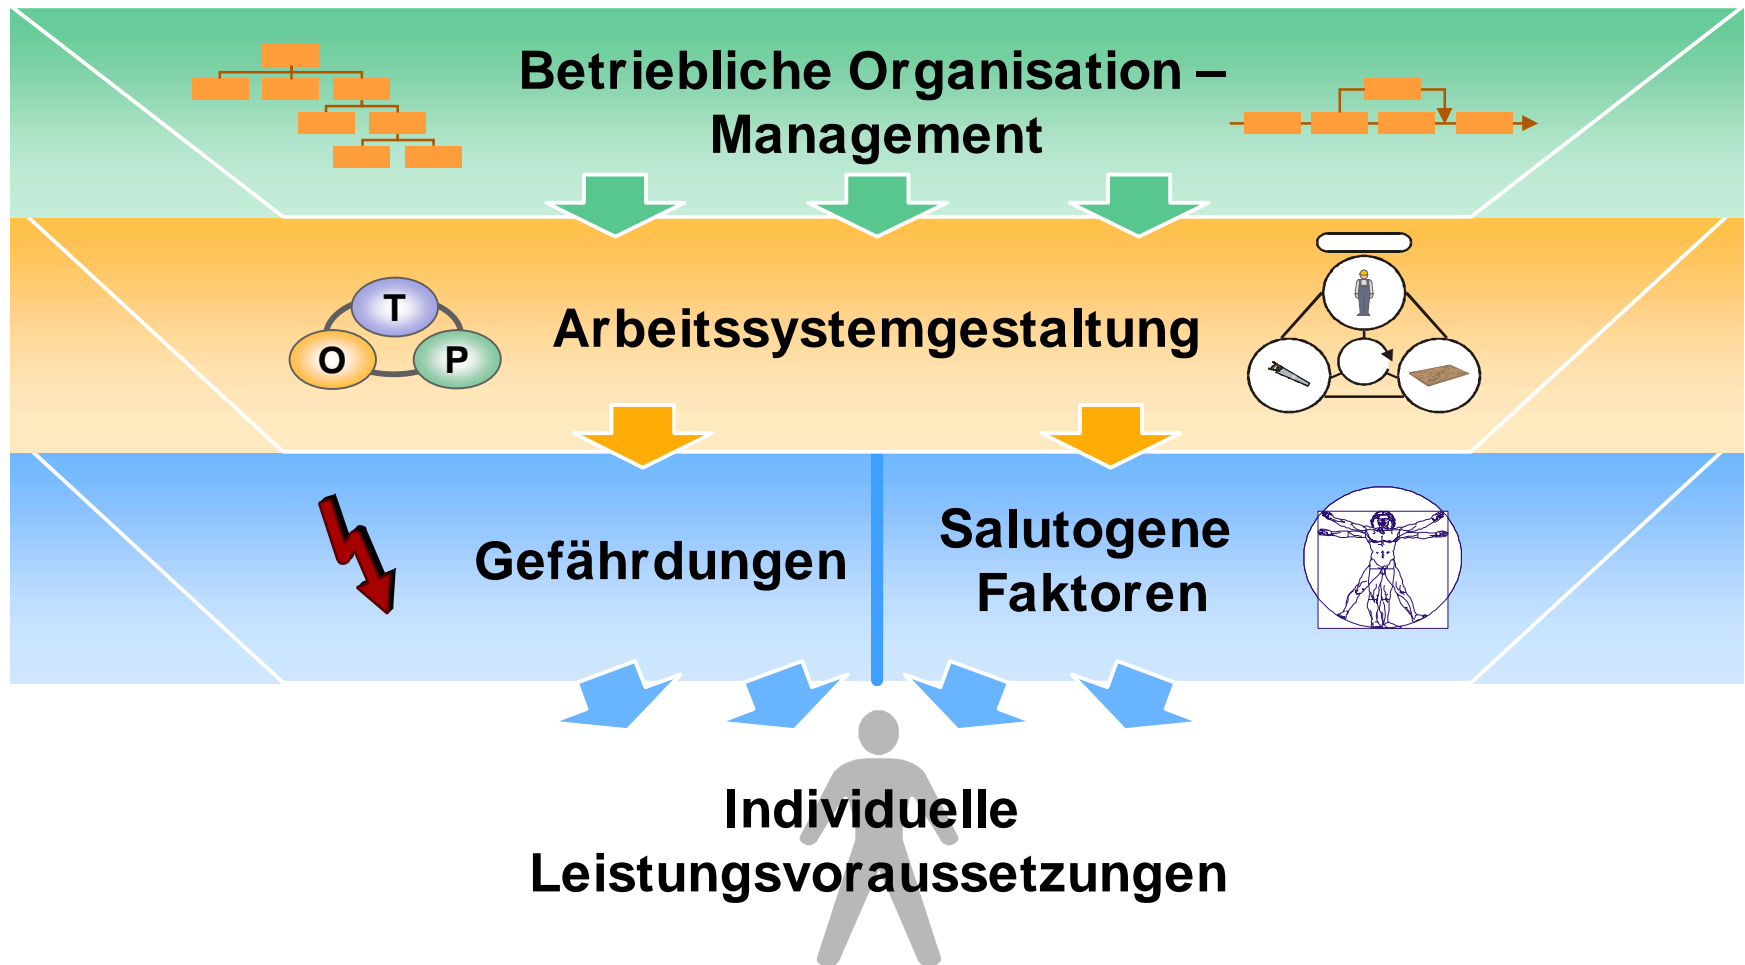 Betriebliche Organisation –
Management
T
O
P
Arbeitssystemgestaltung
Gefährdungen
Salutogene
Faktoren
Individuelle
Leistungsvoraussetzungen